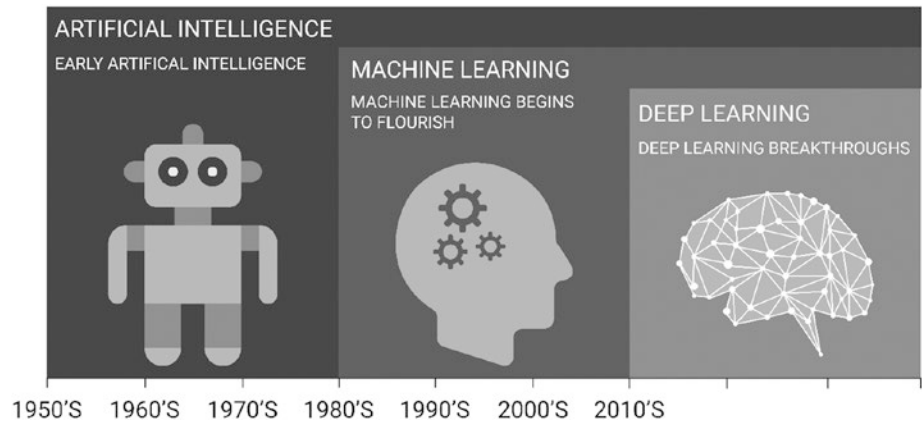 ARTIFICIAL INTELLIGENCE
EARLY ARTIFICAL INTELLIGENCE
MACHINE LEARNING
MACHINE LEARNING BEGINS
TO FLOURISH
DEEP LEARNING
DEEP LEARNING BREAKTHROUGHS
1950'S 1960'S 1970'S 1980'S 1990'S 2000'S 2010'S